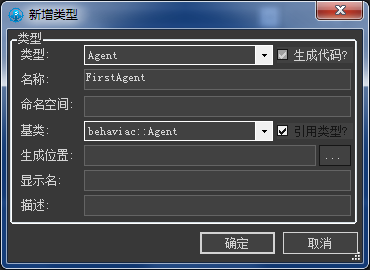 新增类型
类型
类型: Agent 生成代码?
名称: FirstAgent
命名空间:
基类: behaviac::Agent 引用类型?
生成位置: ...
显示名:
描述:
确定 取消